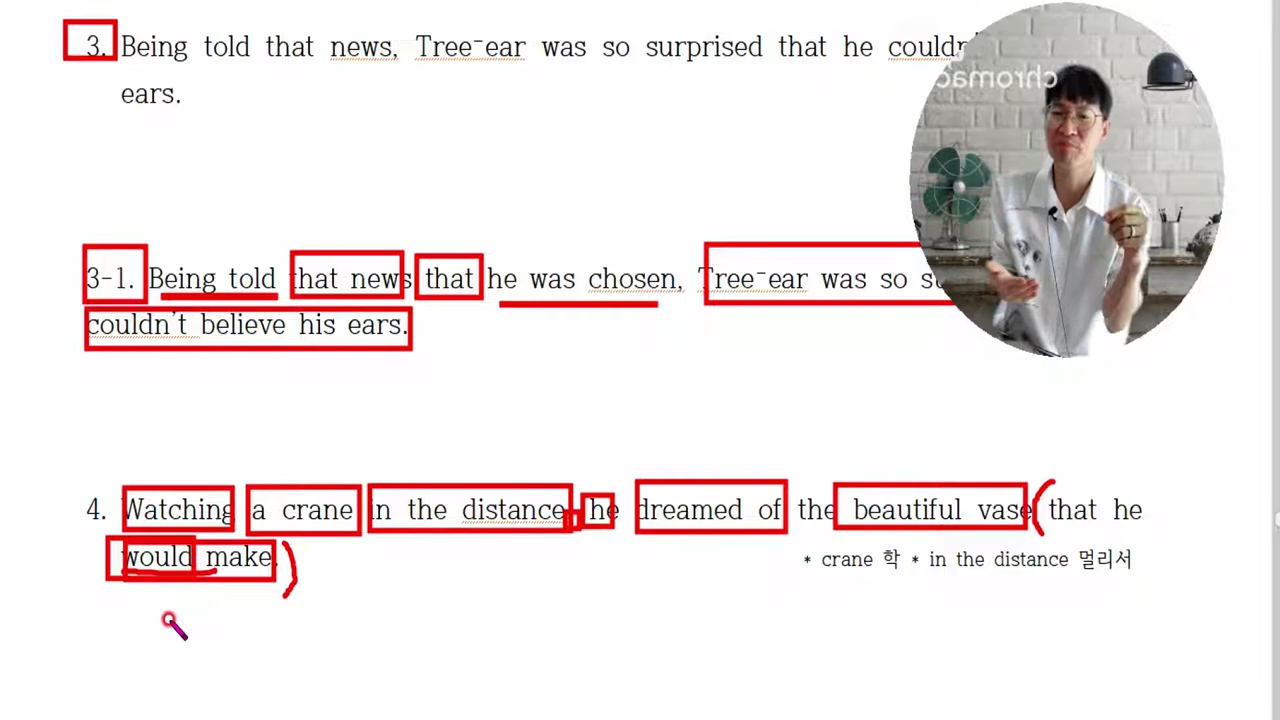 3. Being told that news, Tree-ear was so surprised that he
ears.
3-1. Being told that news that he was chosen, Tree-ear was so
couldn't believe his ears.
4. Watching a crane in the distance, he dreamed of the beautiful vase that he
would make.
* crane 학 * in the distance 멀리서